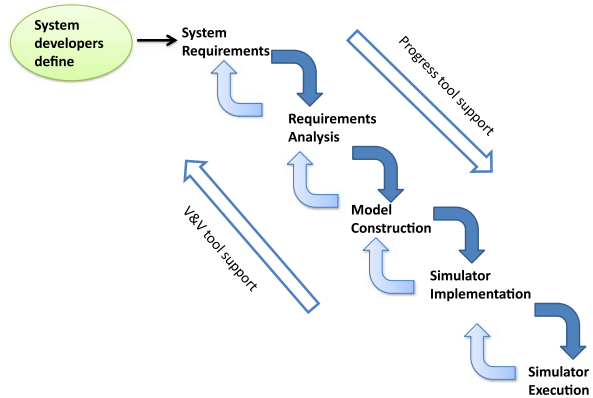 System
developers
define
System
Requirements
Progress tool support
Requirements
Analysis
V&V tool support
Model
Construction
Simulator
Implementation
Simulator
Execution